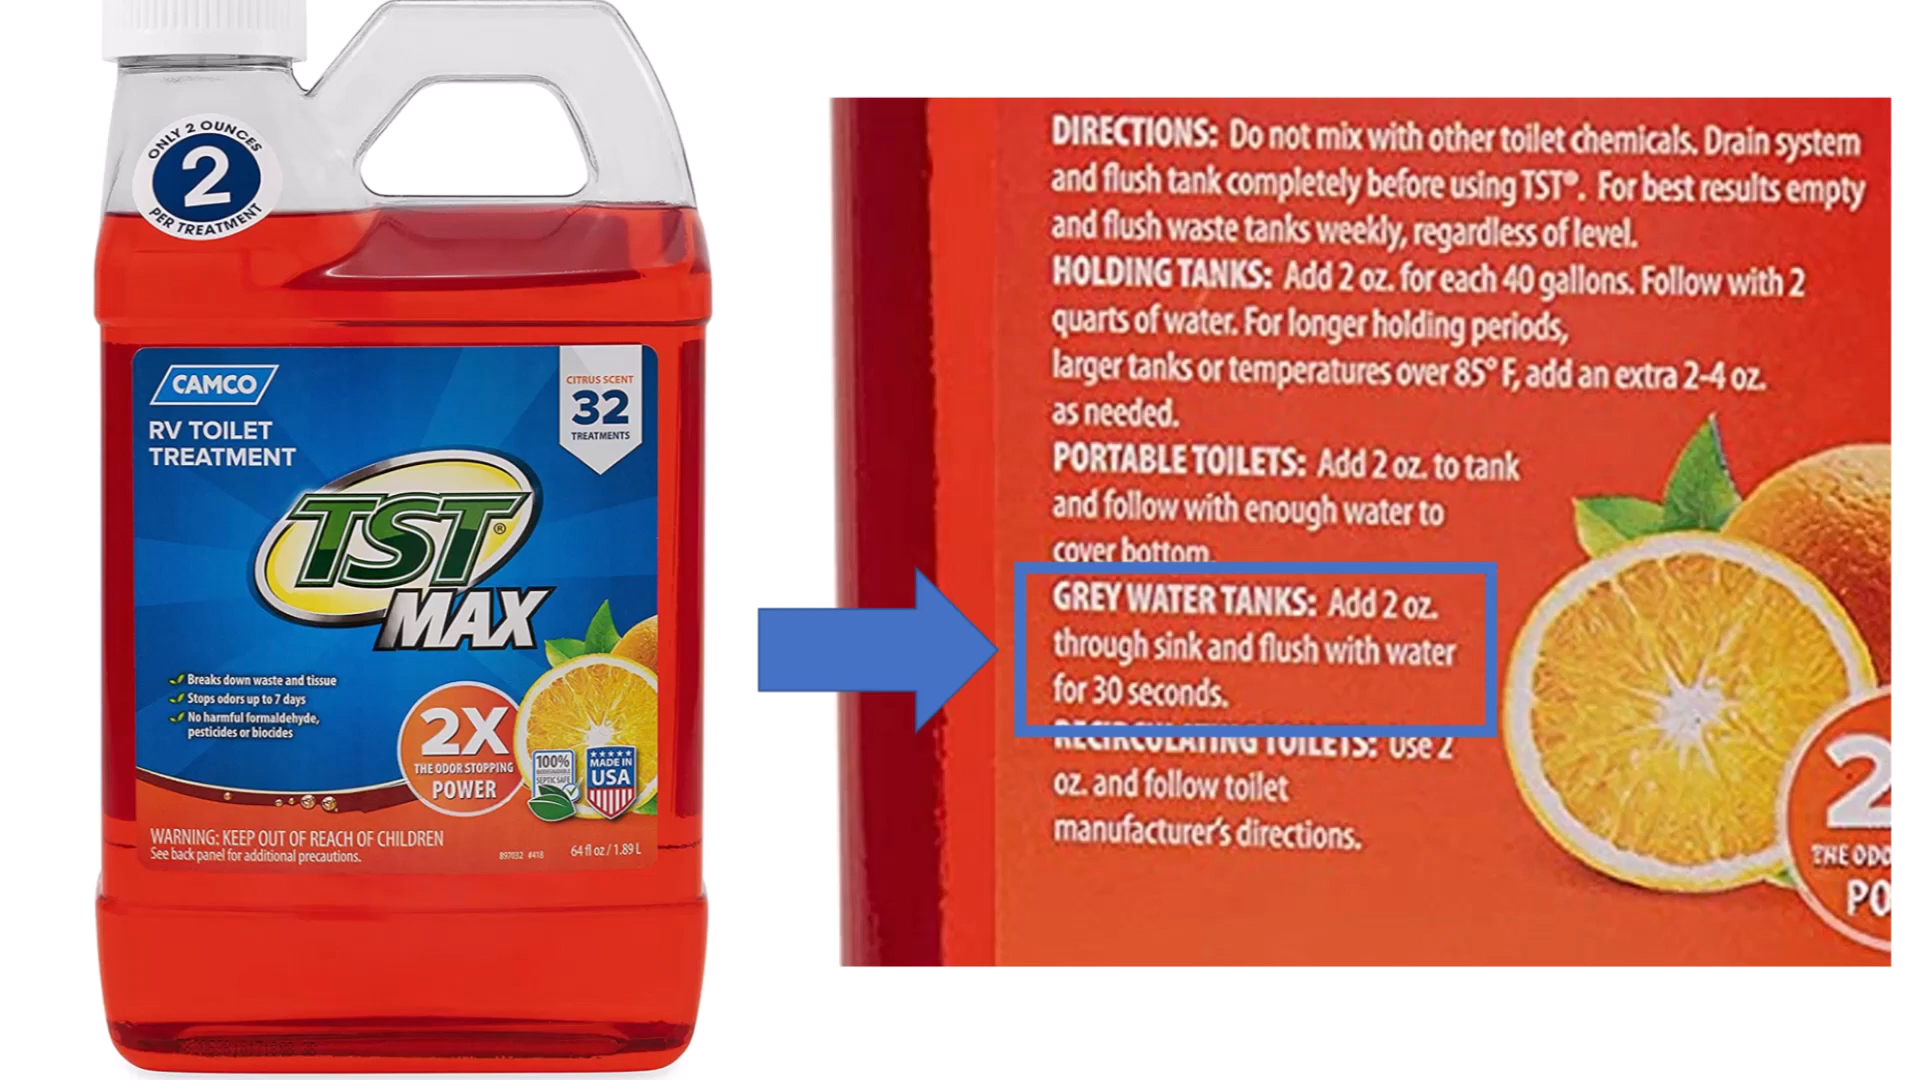 ONLY 2 OUNCES
2
PER TREATMENT
CAMCO
RV TOILET
TREATMENT
CITRUS SCENT
32
TREATMENTS
TST®
MAX
Breaks down waste and tissue
Stops odors up to 7 days
No harmful formaldehyde,
pesticides or biocides
2X
THE ODOR STOPPING
POWER
100%
BIODEGRADABLE
SEPTIC SAFE
MADE IN
USA
WARNING: KEEP OUT OF REACH OF CHILDREN
See back panel for additional precautions.
64 fl oz / 1.89 L
DIRECTIONS: Do not mix with other toilet chemicals. Drain system
and flush tank completely before using TST®. For best results empty
and flush waste tanks weekly, regardless of level.
HOLDING TANKS: Add 2 oz. for each 40 gallons. Follow with 2
quarts of water. For longer holding periods,
larger tanks or temperatures over 85° F, add an extra 2-4 oz.
as needed.
PORTABLE TOILETS: Add 2 oz. to tank
and follow with enough water to
cover bottom.
GREY WATER TANKS: Add 2 oz.
through sink and flush with water
for 30 seconds.
RECIRCULATING TOILETS: Use 2
oz. and follow toilet
manufacturer's directions.
2
THE ODO
PO